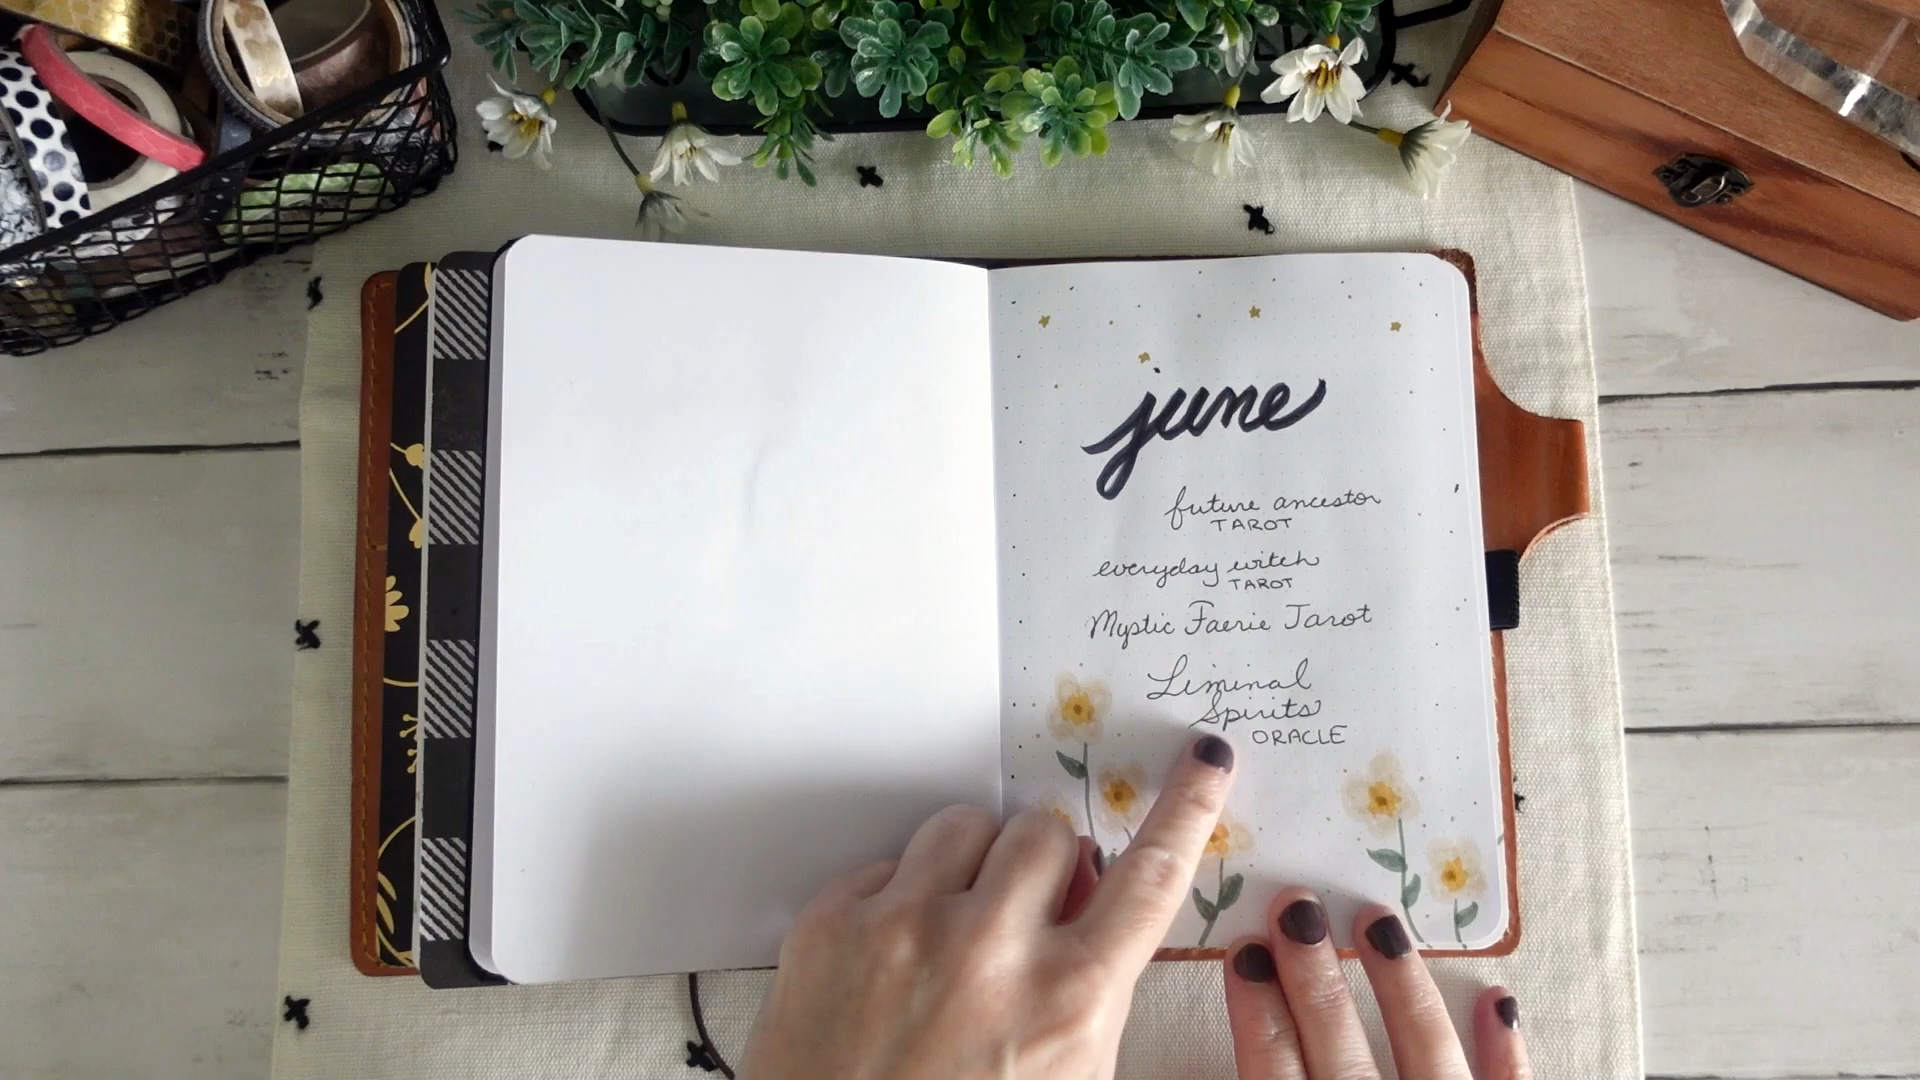 june
future ancestor
TAROT
everyday witch
TAROT
Mystic Faerie Tarot
Liminal
Spirits
ORACLE